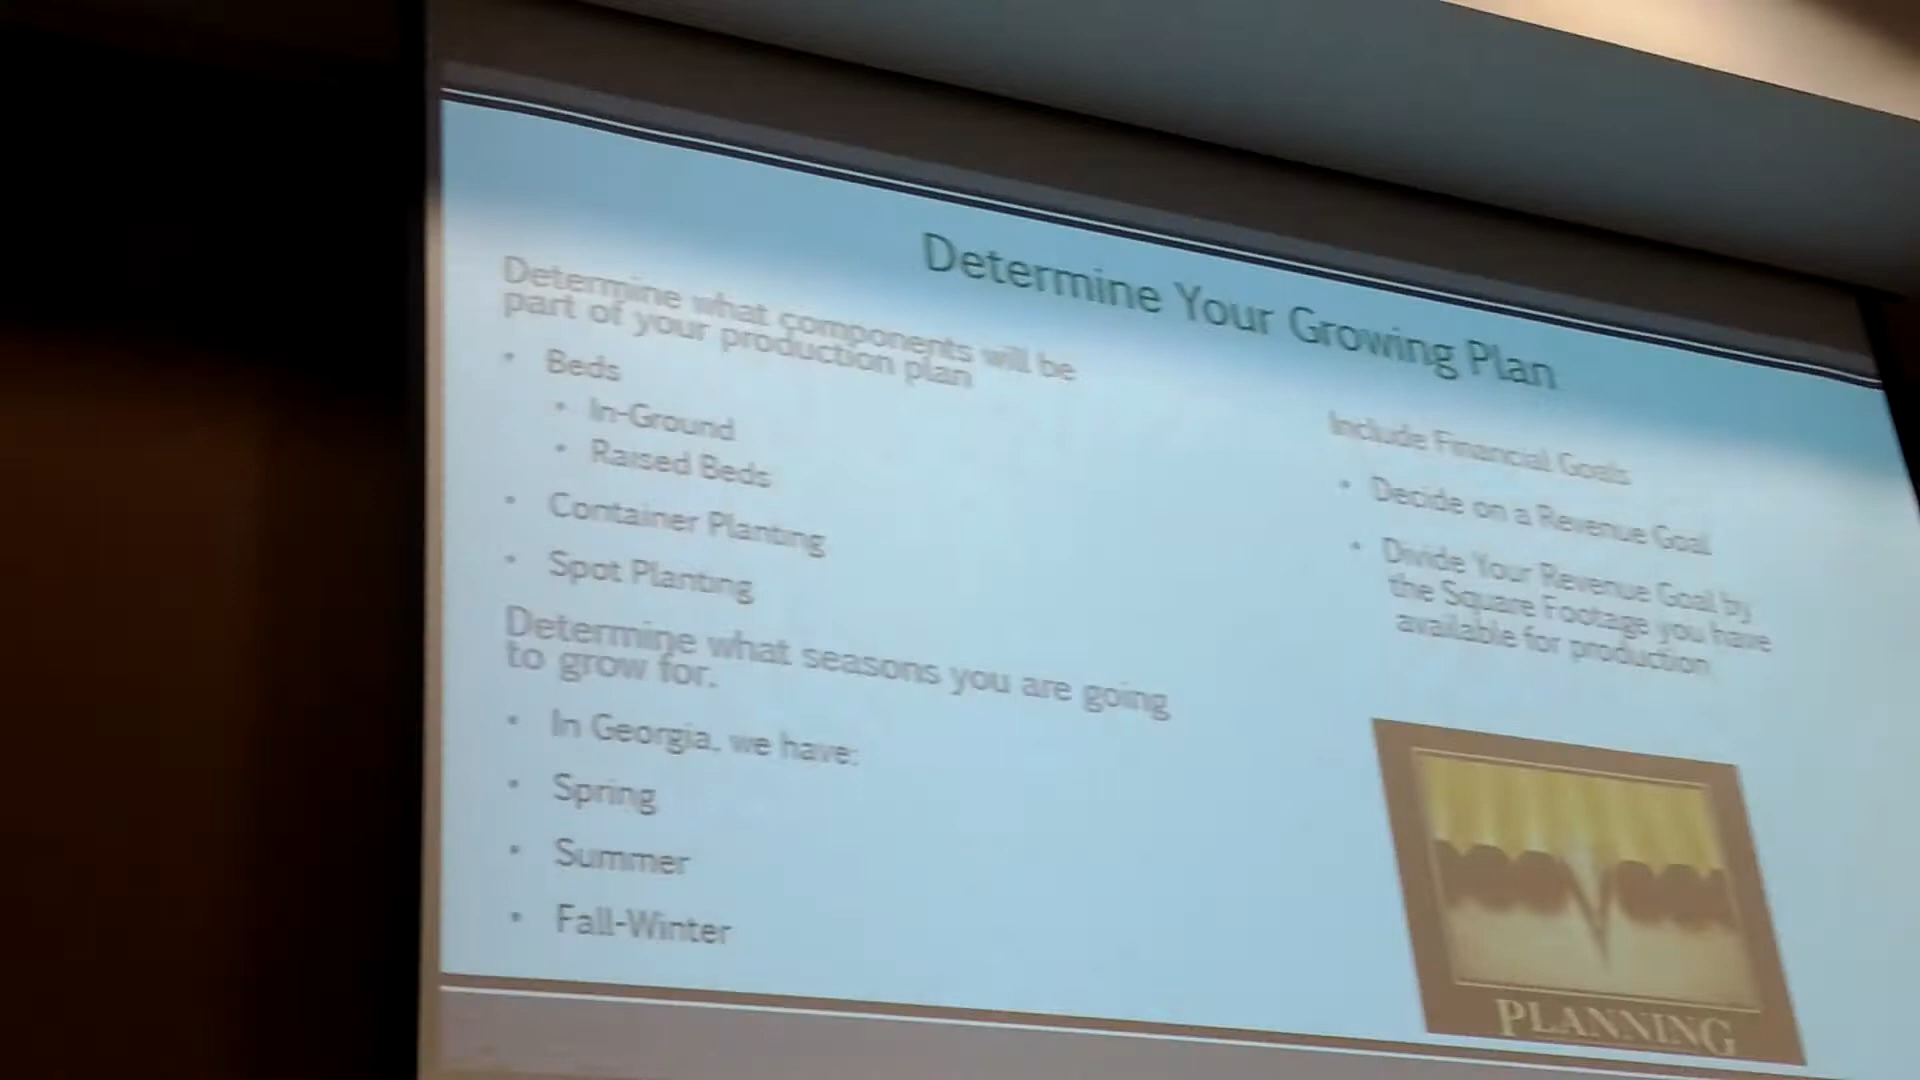 Determine Your Growing Plan
Determine what components will be
part of your production plan
• Beds
• In-Ground
• Raised Beds
• Container Planting
• Spot Planting
Determine what seasons you are going
to grow for.
• In Georgia, we have:
• Spring
• Summer
• Fall-Winter
Include Financial Goals
• Decide on a Revenue Goal
• Divide Your Revenue Goal by
the Square Footage you have
available for production
PLANNING